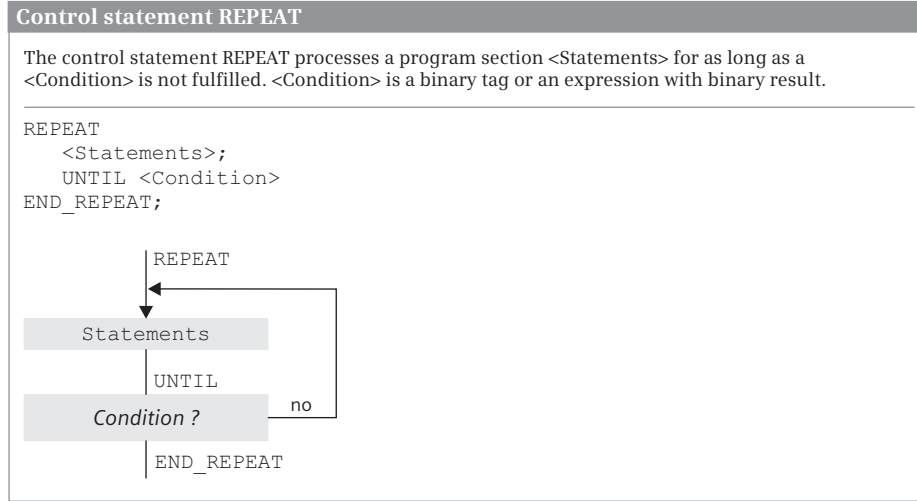 Control statement REPEAT
The control statement REPEAT processes a program section <Statements> for as long as a
<Condition> is not fulfilled. <Condition> is a binary tag or an expression with binary result.
REPEAT
<Statements>;
UNTIL <Condition>
END_REPEAT;
REPEAT
Statements
UNTIL
Condition ?
no
END_REPEAT